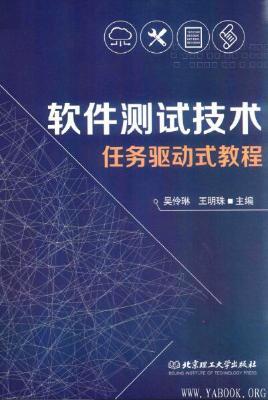 软件测试技术
任务驱动式教程
吴伶琳 王明珠 ■ 主编
北京理工大学出版社
BEIJING INSTITUTE OF TECHNOLOGY PRESS
WWW.YABOOK.ORG